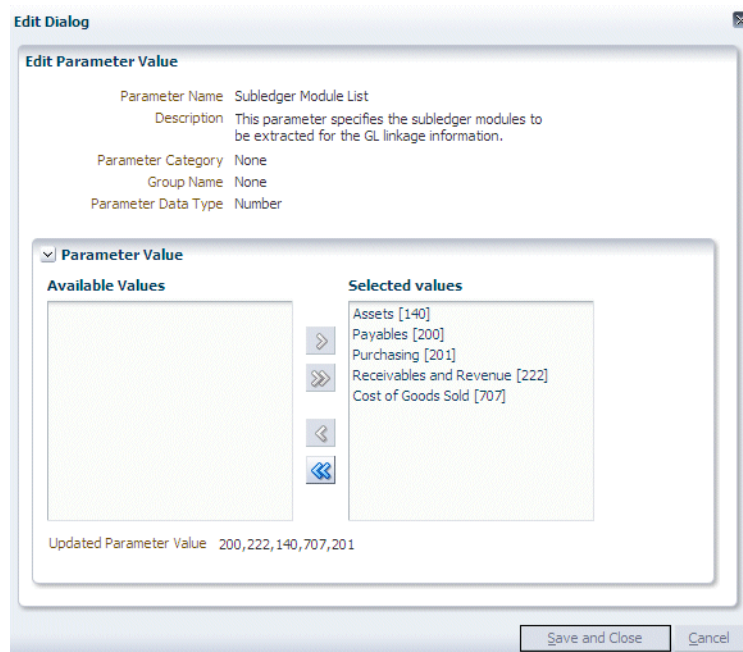 Edit Dialog
Edit Parameter Value
Parameter Name Subledger Module List
Description This parameter specifies the subledger modules to
be extracted for the GL linkage information.
Parameter Category None
Group Name None
Parameter Data Type Number
Parameter Value
Available Values
Selected values
Assets [140]
Payables [200]
Purchasing [201]
Receivables and Revenue [222]
Cost of Goods Sold [707]
Updated Parameter Value 200,222,140,707,201
Save and Close Cancel